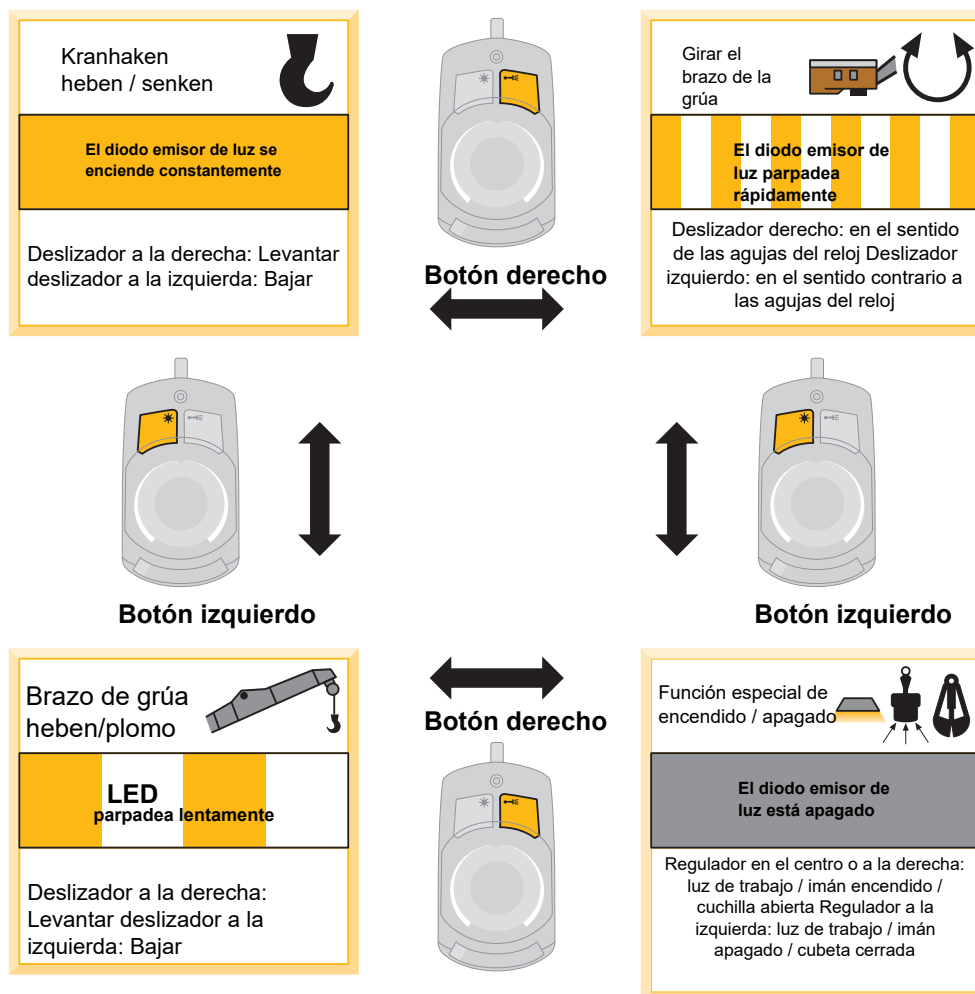 Kranhaken
heben / senken
El diodo emisor de luz se
enciende constantemente
Deslizador a la derecha: Levantar
deslizador a la izquierda: Bajar
Botón derecho
Girar el
brazo de la
grúa
El diodo emisor de
luz parpadea
rápidamente
Deslizador derecho: en el sentido
de las agujas del reloj Deslizador
izquierdo: en el sentido contrario a
las agujas del reloj
Botón izquierdo
Botón izquierdo
Brazo de grúa
heben/plomo
LED
parpadea lentamente
Deslizador a la derecha:
Levantar deslizador a la
izquierda: Bajar
Botón derecho
Función especial de
encendido / apagado
El diodo emisor de
luz está apagado
Regulador en el centro o a la derecha:
luz de trabajo / imán encendido /
cuchilla abierta Regulador a la
izquierda: luz de trabajo / imán
apagado / cubeta cerrada